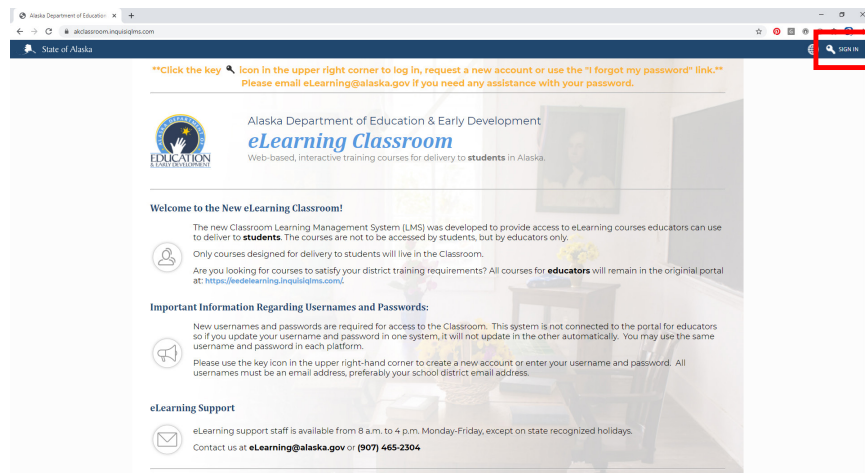 Alaska Department of Education
akclassroom.inquisiqlms.com
State of Alaska
SIGN IN
**Click the key icon in the upper right corner to log in, request a new account or use the "I forgot my password" link.**
Please email eLearning@alaska.gov if you need any assistance with your password.
ALASKA DEPARTMENT OF
EDUCATION
& EARLY DEVELOPMENT
Alaska Department of Education & Early Development
eLearning Classroom
Web-based, interactive training courses for delivery to students in Alaska.
Welcome to the New eLearning Classroom!
The new Classroom Learning Management System (LMS) was developed to provide access to eLearning courses educators can use
to deliver to students. The courses are not to be accessed by students, but by educators only.
Only courses designed for delivery to students will live in the Classroom.
Are you looking for courses to satisfy your district training requirements? All courses for educators will remain in the originial portal
at: https://eedelearning.inquisiqlms.com/.
Important Information Regarding Usernames and Passwords:
New usernames and passwords are required for access to the Classroom. This system is not connected to the portal for educators
so if you update your username and password in one system, it will not update in the other automatically. You may use the same
username and password in each platform.
Please use the key icon in the upper right-hand corner to create a new account or enter your username and password. All
usernames must be an email address, preferably your school district email address.
eLearning Support
eLearning support staff is available from 8 a.m. to 4 p.m. Monday-Friday, except on state recognized holidays.
Contact us at eLearning@alaska.gov or (907) 465-2304